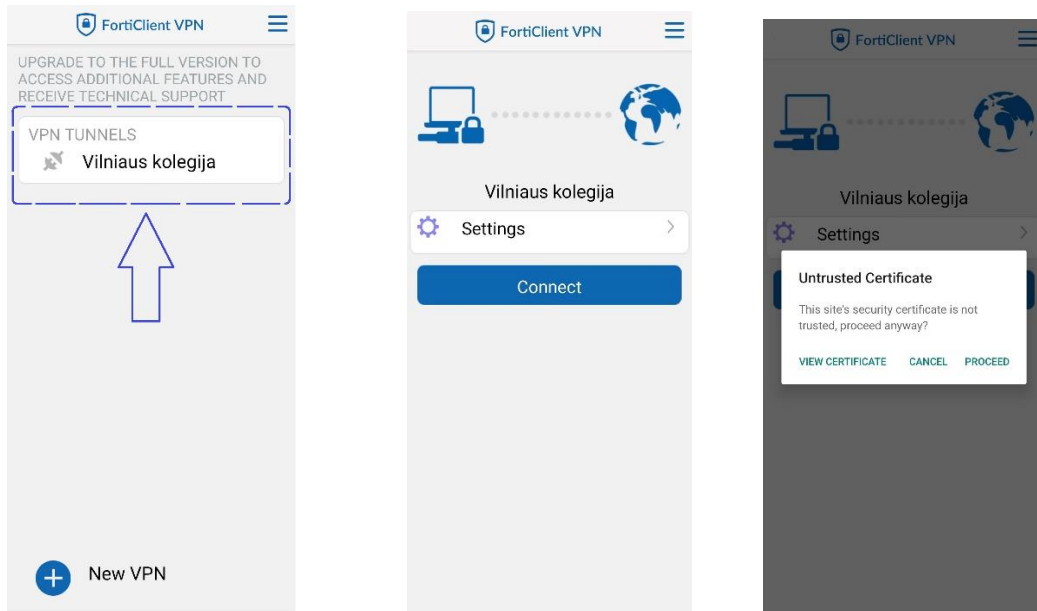 FortiClient VPN
UPGRADE TO THE FULL VERSION TO
ACCESS ADDITIONAL FEATURES AND
RECEIVE TECHNICAL SUPPORT
VPN TUNNELS
Vilniaus kolegija
New VPN
FortiClient VPN
Vilniaus kolegija
Settings
Connect
FortiClient VPN
Vilniaus kolegija
Settings
Untrusted Certificate
This site's security certificate is not
trusted, proceed anyway?
VIEW CERTIFICATE CANCEL PROCEED